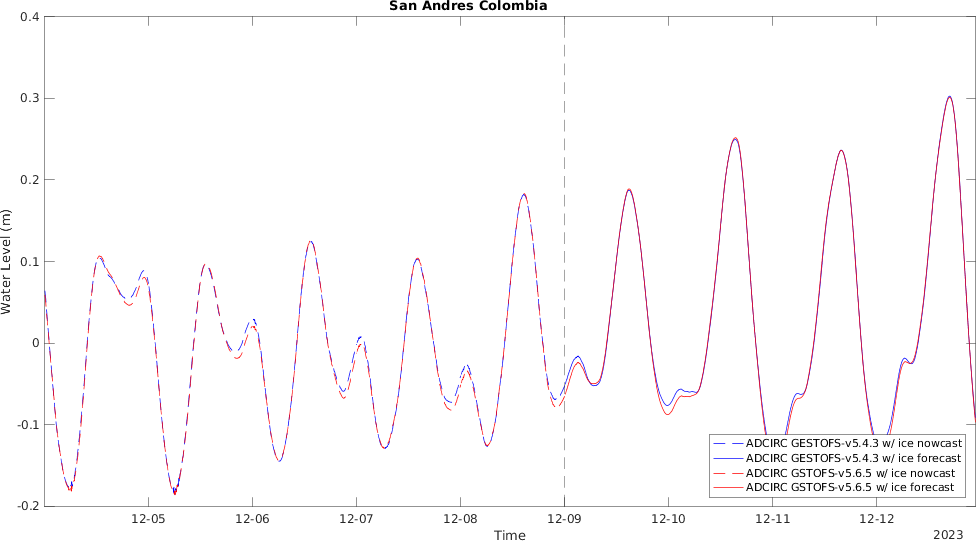 San Andres Colombia
0.4
0.3
0.2
0.1
0
-0.1
-0.2
Water Level (m)
ADCIRC GESTOFS-v5.4.3 w/ ice nowcast
ADCIRC GESTOFS-v5.4.3 w/ ice forecast
ADCIRC GESTOFS-v5.6.5 w/ ice nowcast
ADCIRC GESTOFS-v5.6.5 w/ ice forecast
12-05 12-06 12-07 12-08 12-09 12-10 12-11 12-12
Time
2023